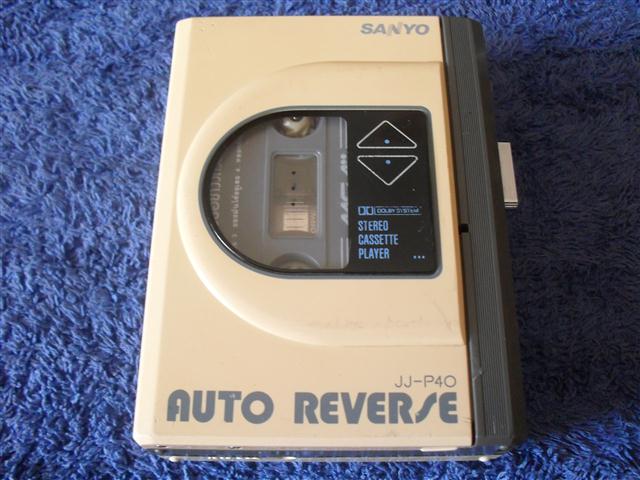 SANYO
DOLBY SYSTEM
STEREO
CASSETTE
PLAYER ...
JJ-P40
AUTO REVERSE